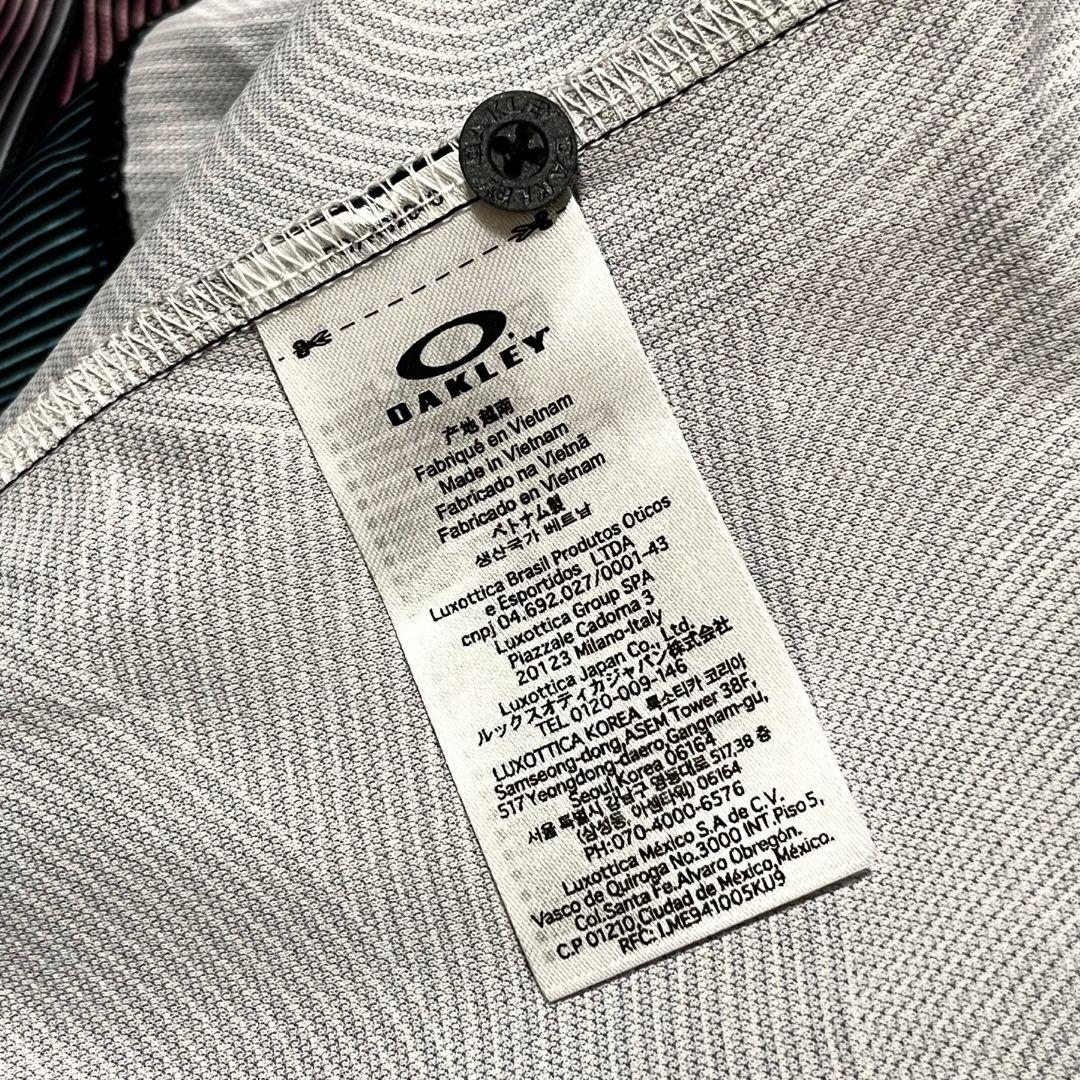 OAKLEY OAKLEY
OAKLEY
产地 越南
Fabriqué en Vietnam
Made in Vietnam
Fabricado na Vietnã
Fabricado en Vietnam
ベトナム製
생산국가 베트남
Luxottica Brasil Produtos Oticos
e Esportidos LTDA
cnpj 04.692.027/0001-43
Luxottica Group SPA
Piazzale Cadorna 3
20123 Milano-Italy
Luxottica Japan Co., Ltd.
ルックスオティカジャパン株式会社
TEL 0120-009-146
LUXOTTICA KOREA 룩소티카 코리아
Samseong-dong,ASEM Tower 38F,
517Yeongdong-daero,Gangnam-gu,
Seoul,Korea 06164
서울 특별시 강남구 영동대로 517,38 층
(삼성동, 아셈타워) 06164
PH:070-4000-6576
Luxottica México S.A de C.V.
Vasco de Quiroga No.3000 INT.Piso 5,
Col.Santa Fe.Alvaro Obregón.
C.P 01210,Ciudad de México,México.
RFC: LME941005KU9